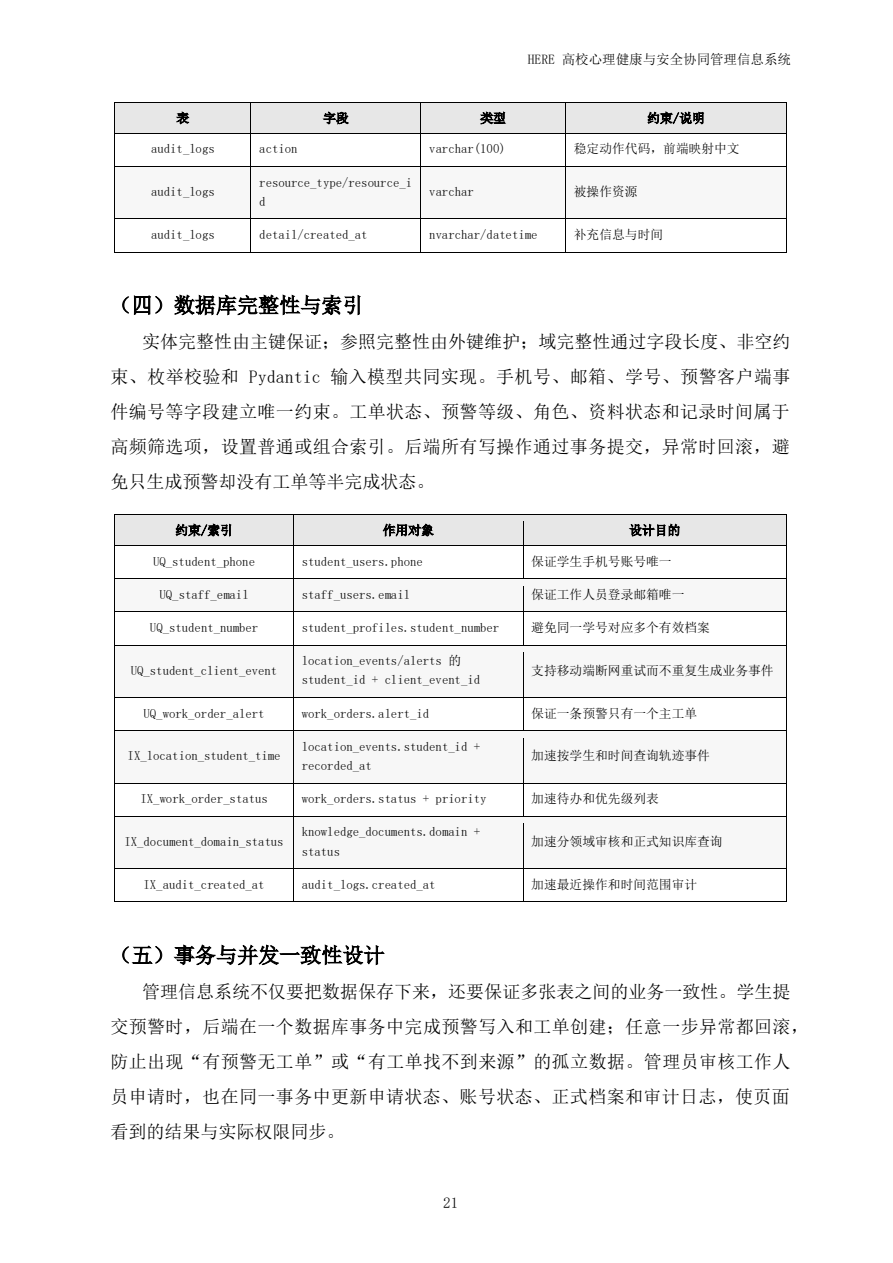 HERE 高校心理健康与安全协同管理信息系统
表 字段 类型 约束/说明
audit_logs action varchar(100) 稳定动作代码，前端映射中文
audit_logs resource_type/resource_i
d varchar 被操作资源
audit_logs detail/created_at nvarchar/datetime 补充信息与时间
（四）数据库完整性与索引
实体完整性由主键保证；参照完整性由外键维护；域完整性通过字段长度、非空约
束、枚举校验和 Pydantic 输入模型共同实现。手机号、邮箱、学号、预警客户端事
件编号等字段建立唯一约束。工单状态、预警等级、角色、资料状态和记录时间属于
高频筛选项，设置普通或组合索引。后端所有写操作通过事务提交，异常时回滚，避
免只生成预警却没有工单等半完成状态。
约束/索引 作用对象 设计目的
UQ_student_phone student_users.phone 保证学生手机号账号唯一
UQ_staff_email staff_users.email 保证工作人员登录邮箱唯一
UQ_student_number student_profiles.student_number 避免同一学号对应多个有效档案
UQ_student_client_event location_events/alerts 的
student_id + client_event_id 支持移动端断网重试而不重复生成业务事件
UQ_work_order_alert work_orders.alert_id 保证一条预警只有一个主工单
IX_location_student_time location_events.student_id +
recorded_at 加速按学生和时间查询轨迹事件
IX_work_order_status work_orders.status + priority 加速待办和优先级列表
IX_document_domain_status knowledge_documents.domain +
status 加速分领域审核和正式知识库查询
IX_audit_created_at audit_logs.created_at 加速最近操作和时间范围审计
（五）事务与并发一致性设计
管理信息系统不仅要把数据保存下来，还要保证多张表之间的业务一致性。学生提
交预警时，后端在一个数据库事务中完成预警写入和工单创建；任意一步异常都回滚，
防止出现“有预警无工单”或“有工单找不到来源”的孤立数据。管理员审核工作人
员申请时，也在同一事务中更新申请状态、账号状态、正式档案和审计日志，使页面
看到的结果与实际权限同步。
21